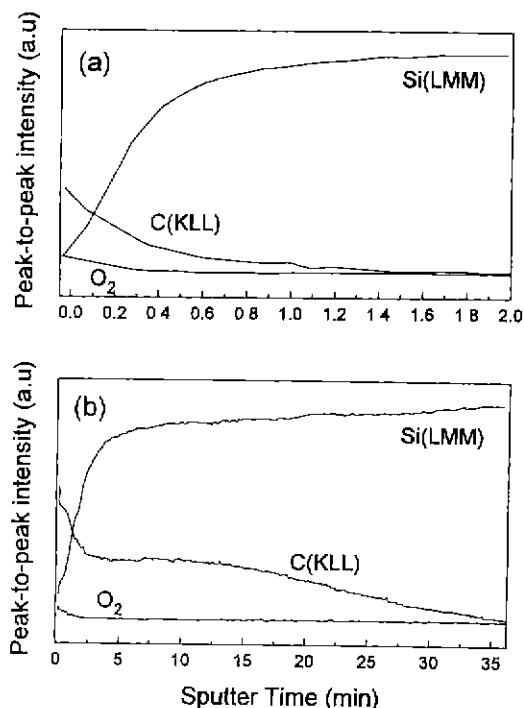 Peak-to-peak intensity (a.u)
(a)
Si(LMM)
C(KLL)
O2
0.0 0.2 0 4 0.6 0.8 1.0 1.2 1 4 1.6 1 8 2.0
Peak-to-peak intensity (a.u)
(b)
Si(LMM)
C(KLL)
O2
0 5 10 15 20 25 30 35
Sputter Time (min)